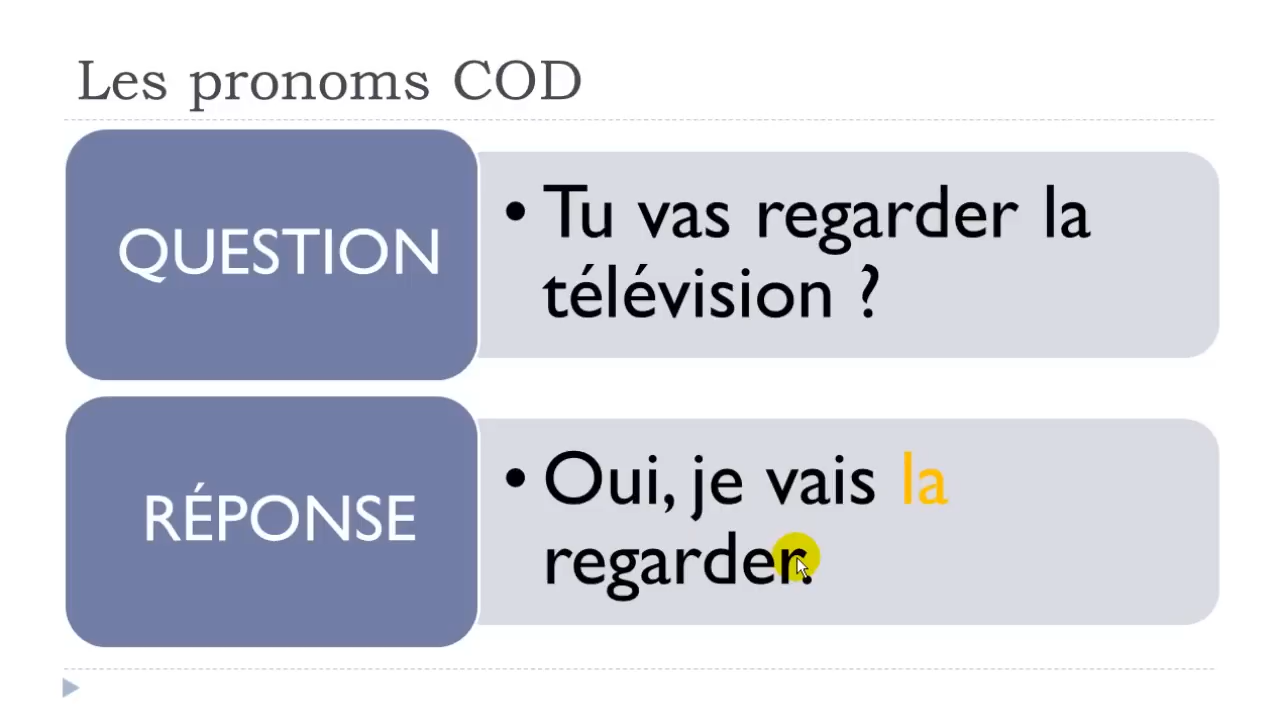 Les pronoms COD
QUESTION
• Tu vas regarder la
télévision ?
RÉPONSE
• Oui, je vais la
regarder.